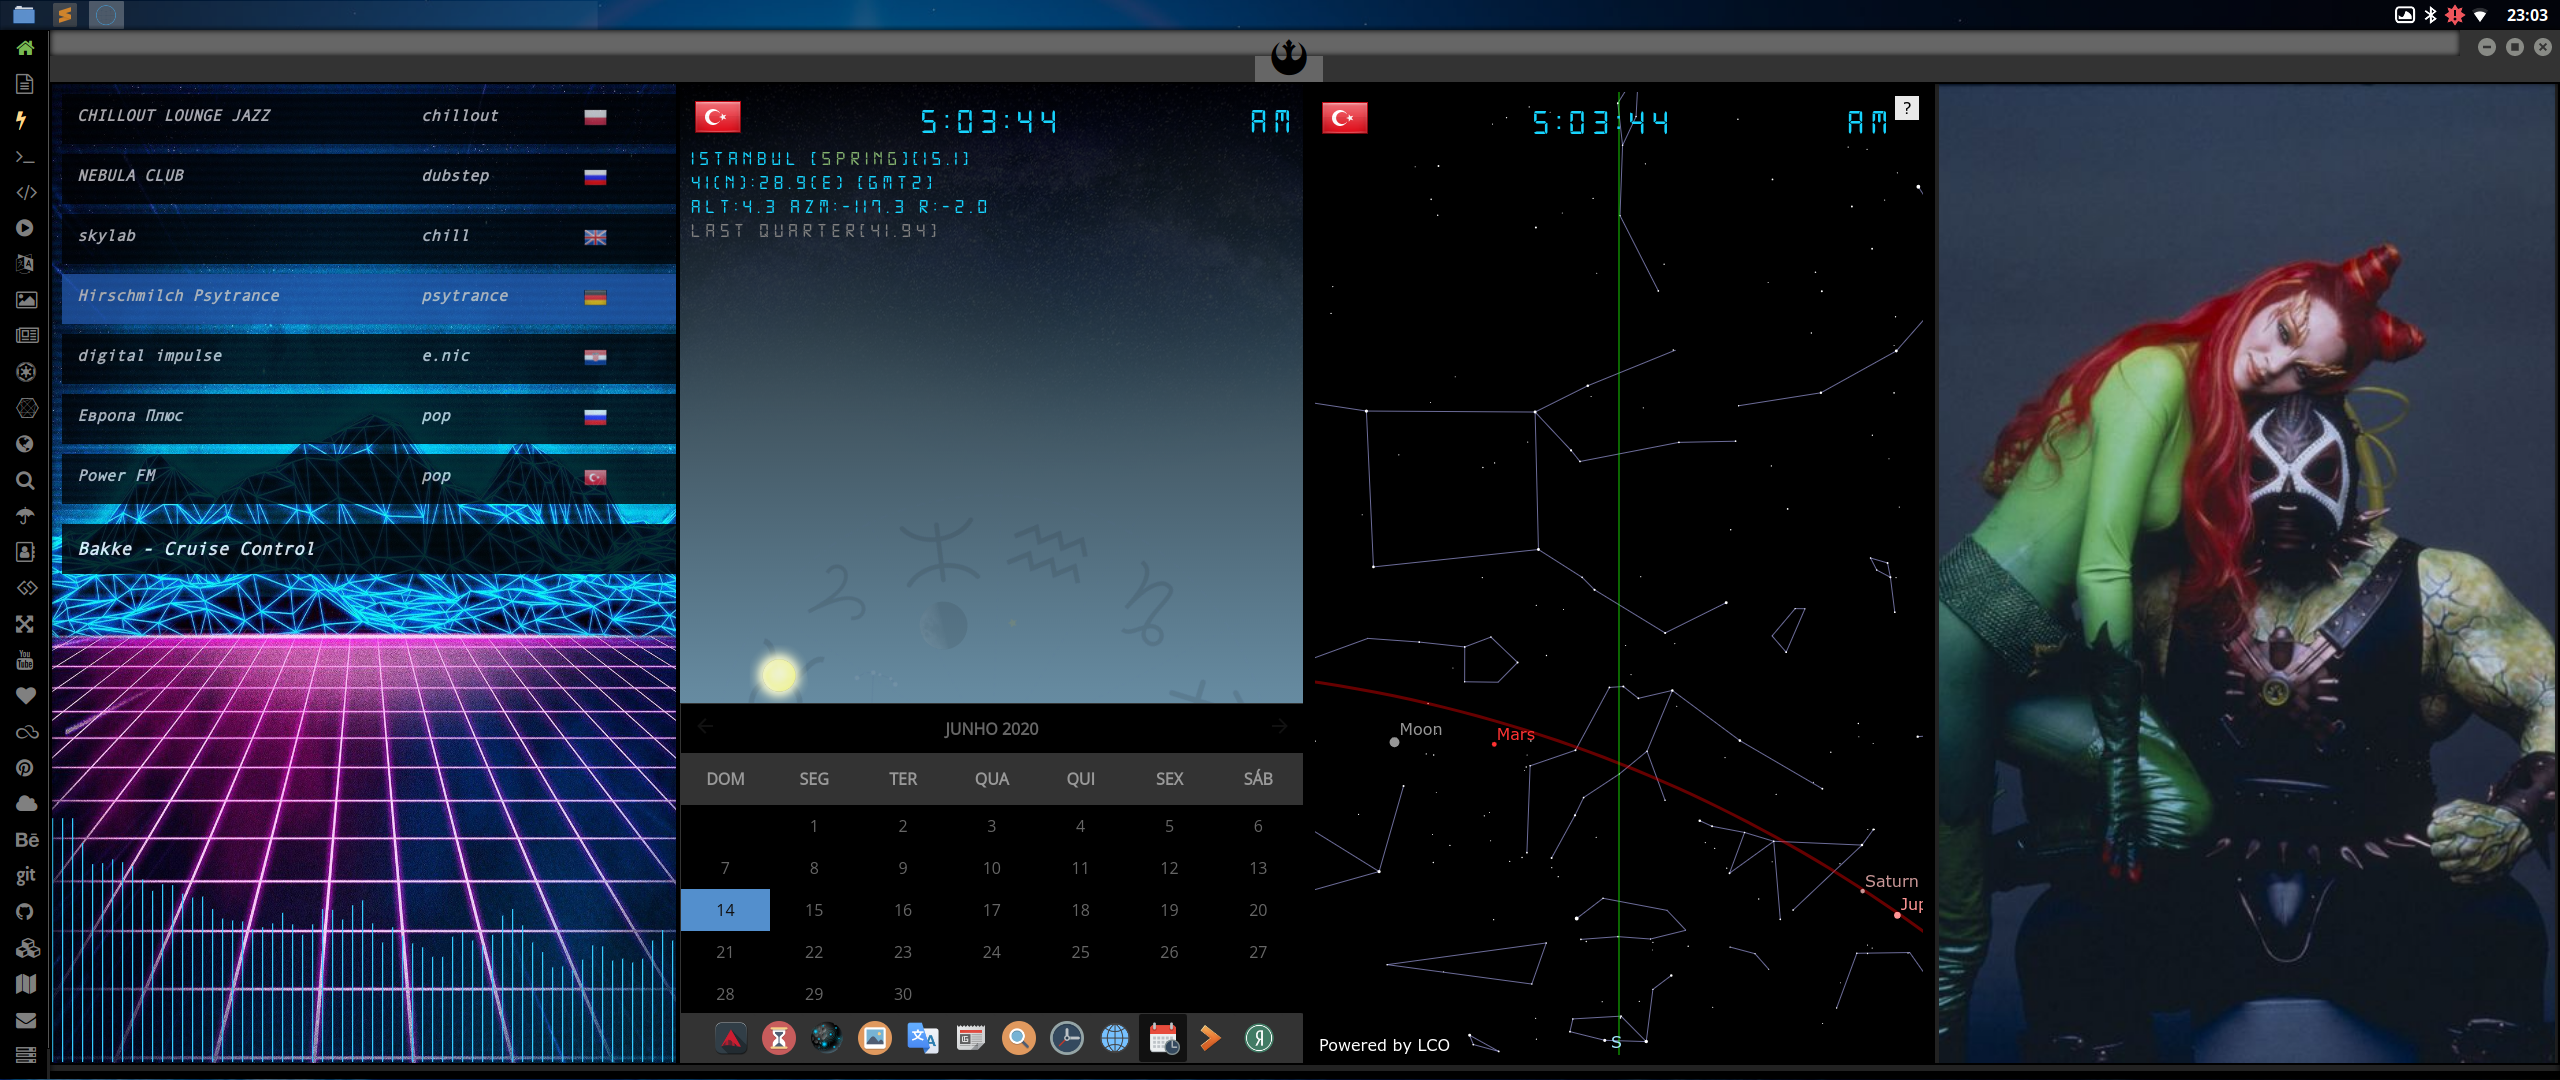 23:03
CHILLOUT LOUNGE JAZZ chillout
NEBULA CLUB dubstep
skylab chill
Hirschmilch Psytrance psytrance
digital impulse e.nic
Европа Плюс pop
Power FM pop
Bakke - Cruise Control
You
Tube
Bē
git
5:03:44 AM
ISTANBUL [SPRING][15.1]
41(N):28.9(E) [GMT2]
ALT:4.3 AZM:-117.3 R:-2.0
LAST QUARTER[41.94]
JUNHO 2020
DOM SEG TER QUA QUI SEX SÁB
1 2 3 4 5 6
7 8 9 10 11 12 13
14 15 16 17 18 19 20
21 22 23 24 25 26 27
28 29 30
Я
5:03:44 AM
?
Moon
Mars
Saturn
Jup
S
Powered by LCO